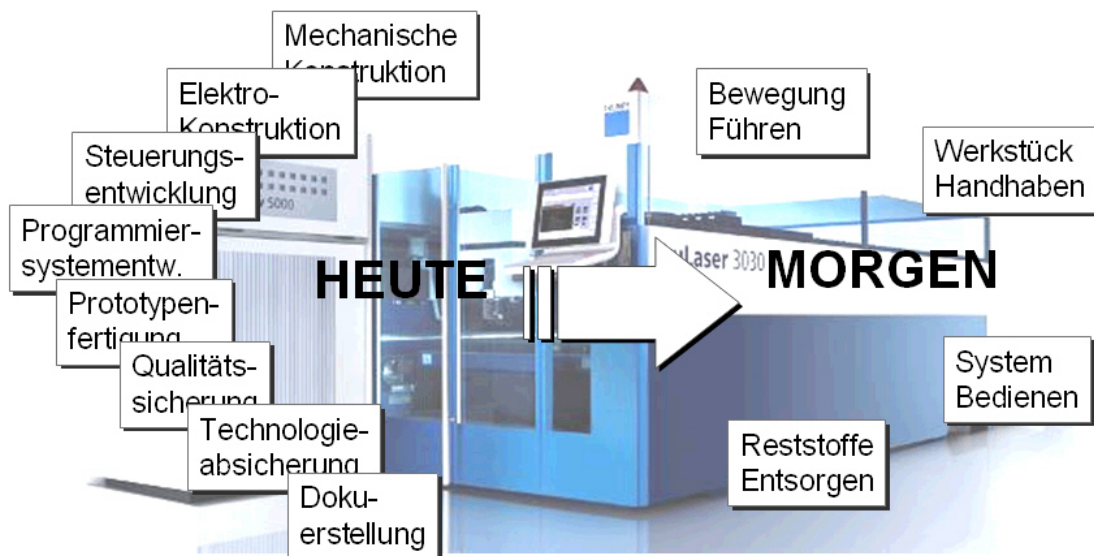 Mechanische
Konstruktion
Elektro-
Konstruktion
Steuerungs-
entwicklung
Programmier-
systementw.
Prototypen-
fertigung
Qualitäts-
sicherung
Technologie-
absicherung
Doku-
erstellung
HEUTE
MORGEN
Bewegung
Führen
Werkstück
Handhaben
System
Bedienen
Reststoffe
Entsorgen
5000
Laser 3030